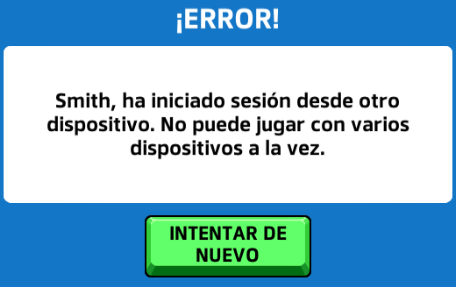 ¡ERROR!
Smith, ha iniciado sesión desde otro
dispositivo. No puede jugar con varios
dispositivos a la vez.
INTENTAR DE
NUEVO